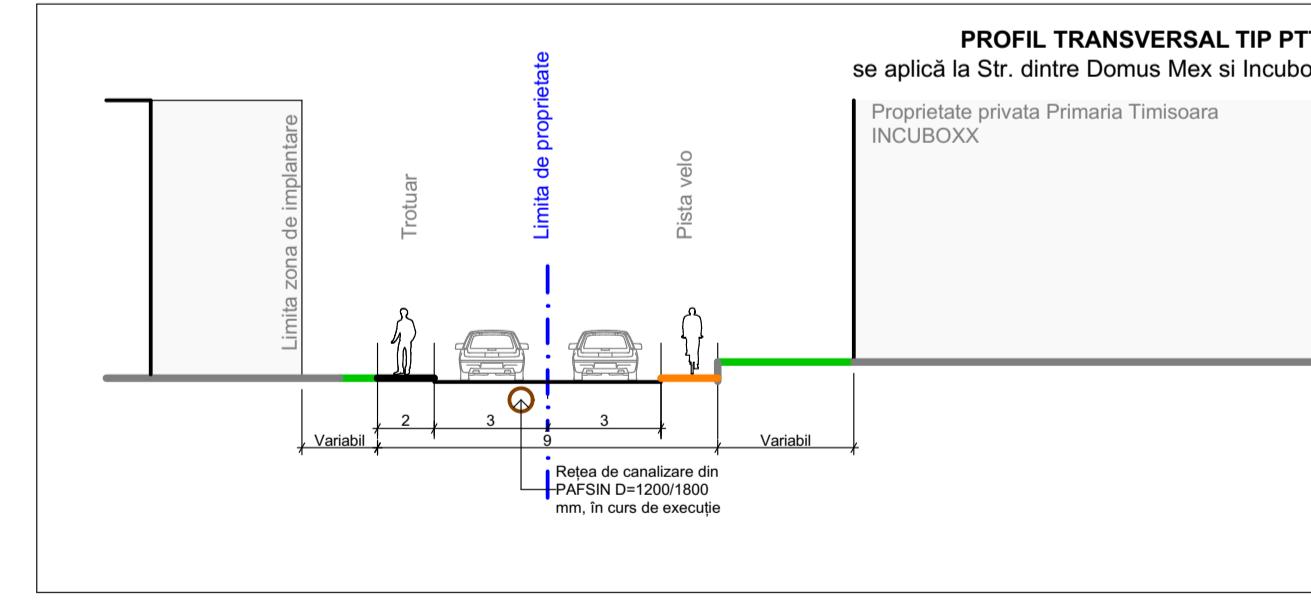 PROFIL TRANSVERSAL TIP PT
se aplică la Str. dintre Domus Mex si Incubo
Proprietate privata Primaria Timisoara
INCUBOXX
Limita zona de implantare
Trotuar
Limita de proprietate
Pista velo
2
3
3
Variabil
9
Variabil
Rețea de canalizare din
PAFSIN D=1200/1800
mm, în curs de execuție